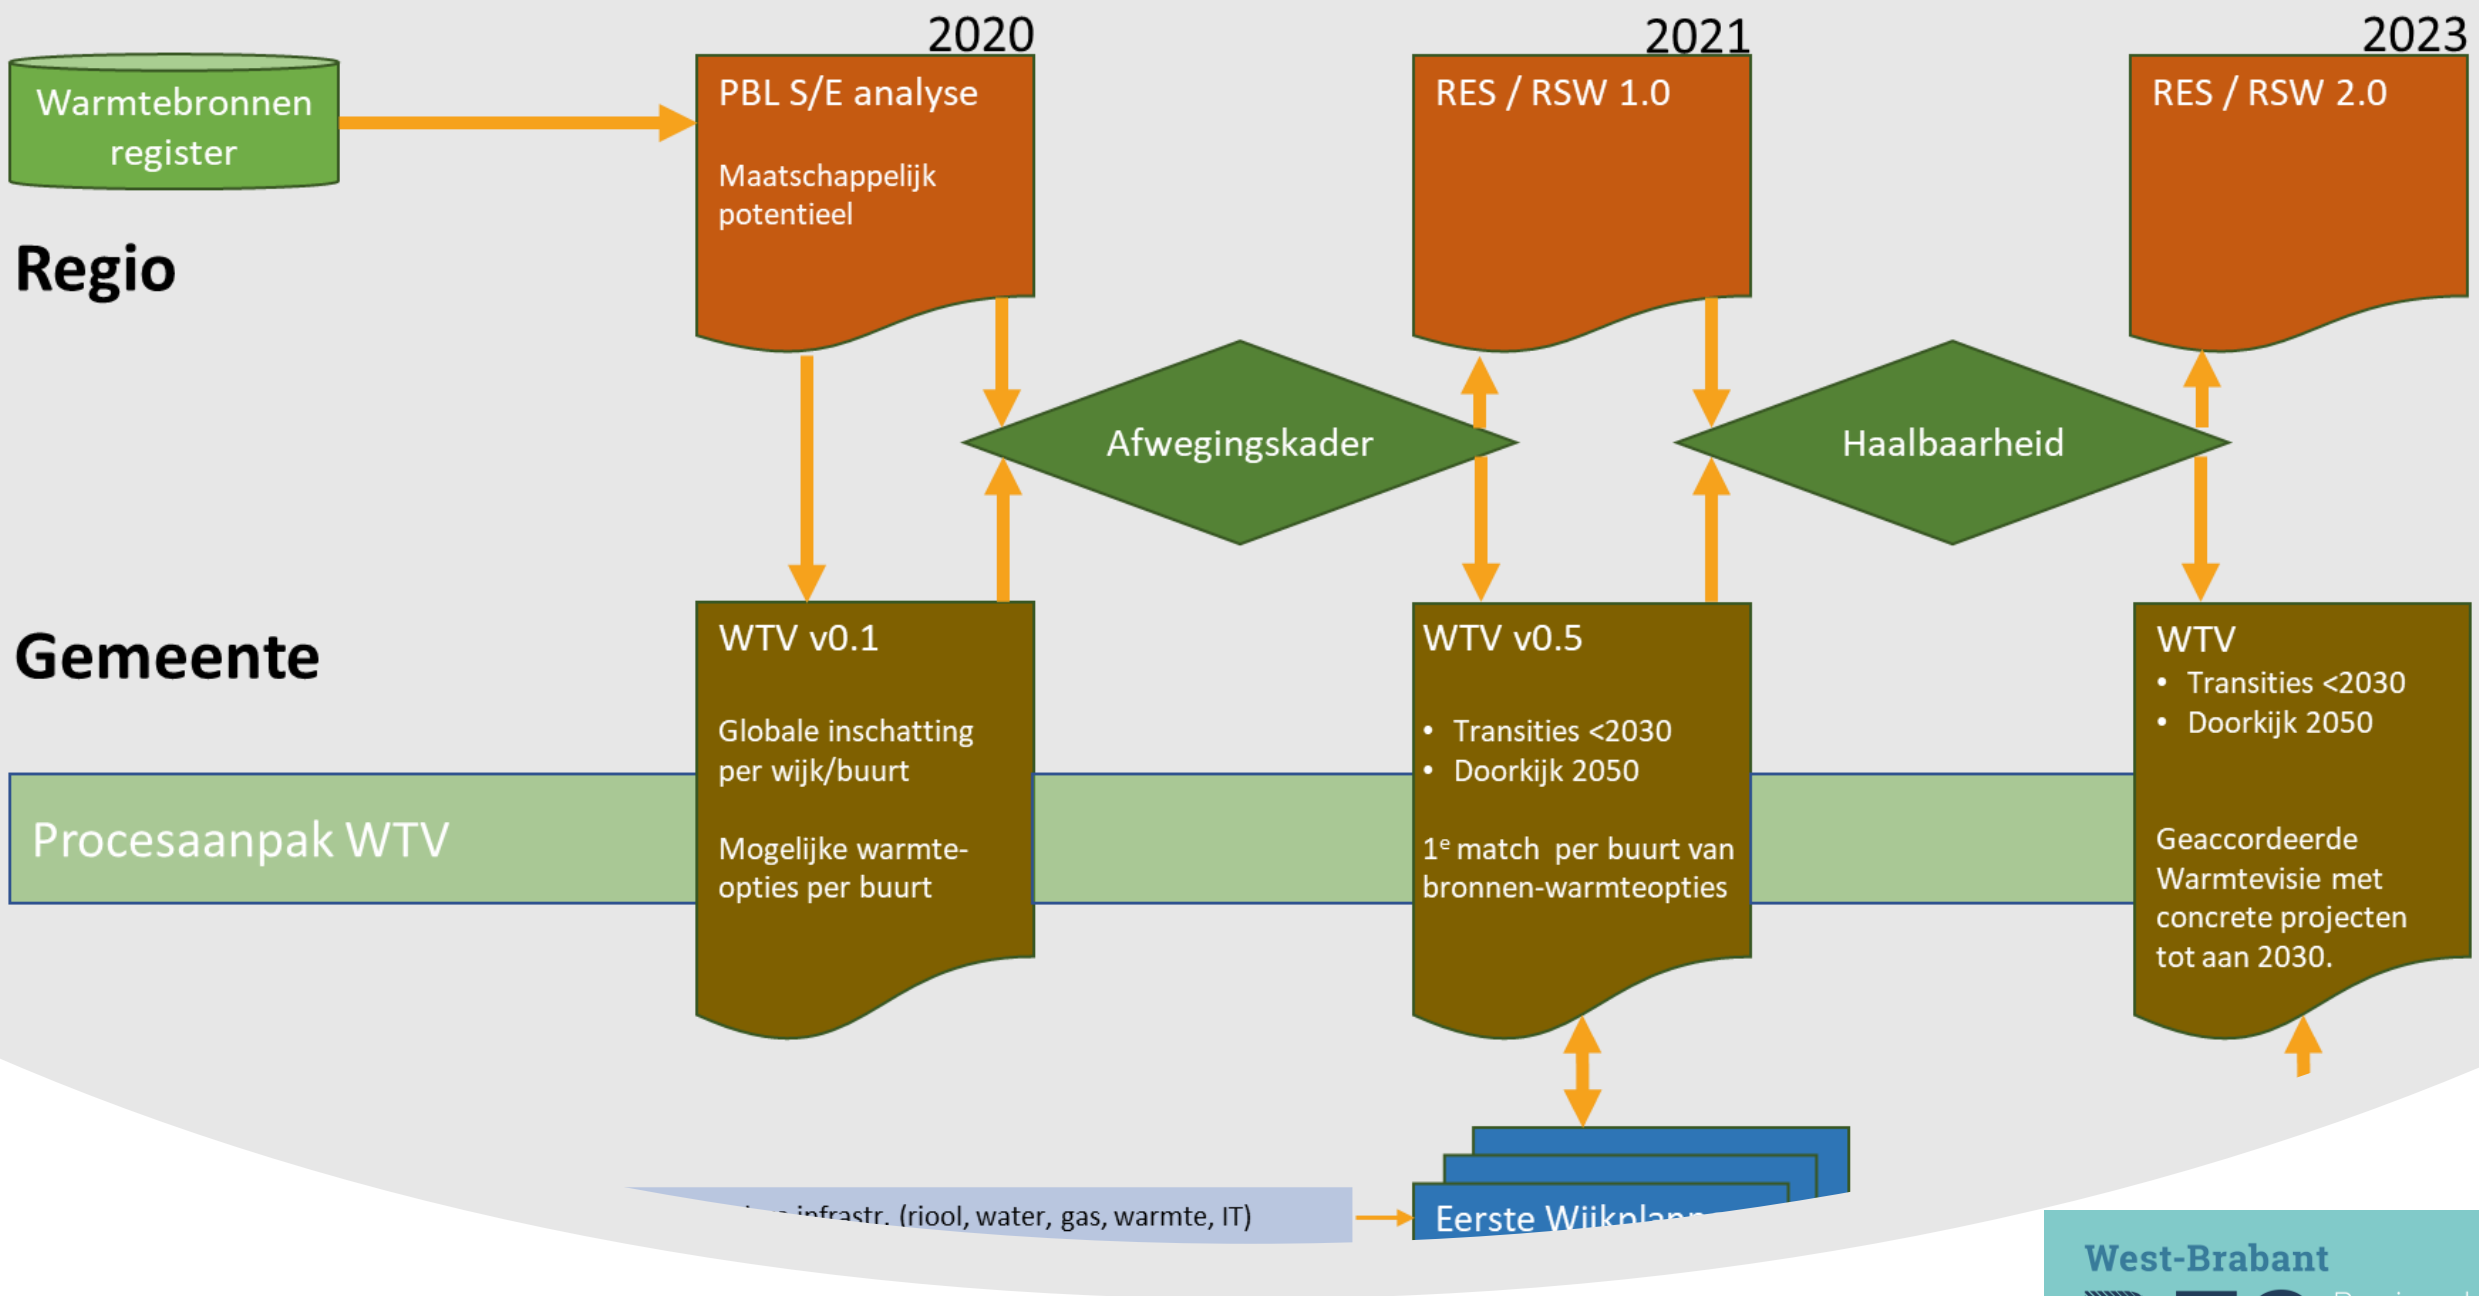 2020
2021
2023
Warmtebronnen
register
PBL S/E analyse
Maatschappelijk
potentieel
RES / RSW 1.0
RES / RSW 2.0
Regio
Afwegingskader
Haalbaarheid
Gemeente
WTV v0.1
Globale inschatting
per wijk/buurt
Mogelijke warmte-
opties per buurt
WTV v0.5
• Transities <2030
• Doorkijk 2050
1e match per buurt van
bronnen-warmteopties
WTV
• Transities <2030
• Doorkijk 2050
Geaccordeerde
Warmtevisie met
concrete projecten
tot aan 2030.
Procesaanpak WTV
infrastr. (riool, water, gas, warmte, IT)
Eerste
West-Brabant